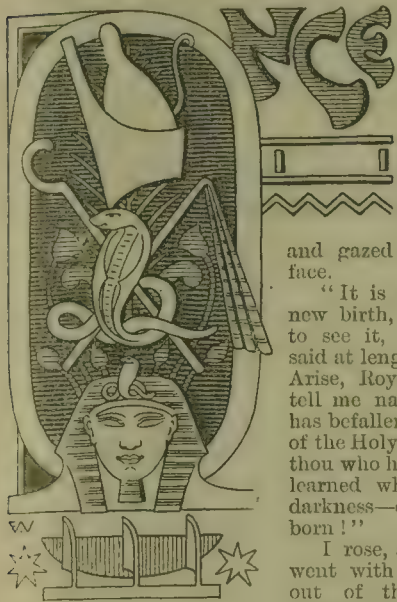 ONCE
and gazed
face.
“ It is
new birth,
to see it,
said at leng
Arise, Roy
tell me na
has befallen
of the Holy
thou who h
learned wh
darkness—
born !”
I rose,
went with
out of th
W